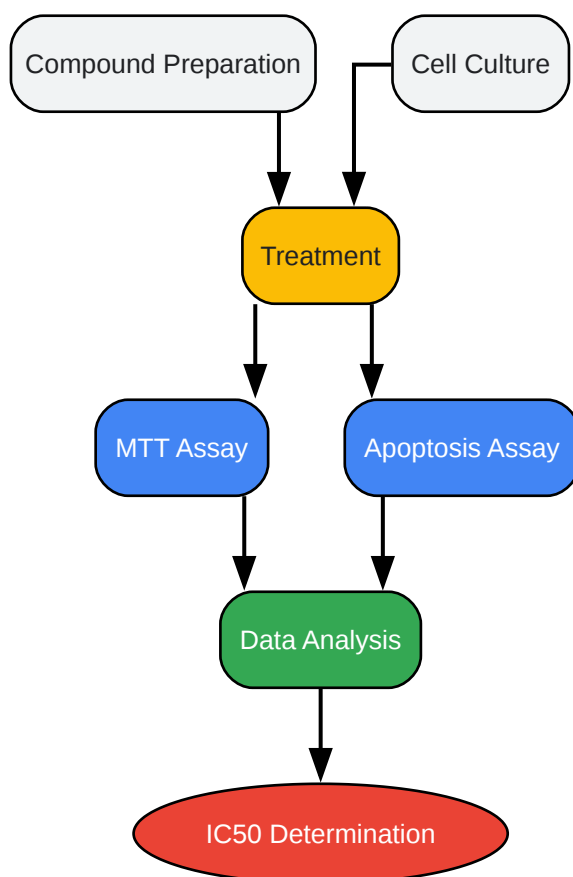 Compound Preparation
Cell Culture
Treatment
MTT Assay
Apoptosis Assay
Data Analysis
IC50 Determination